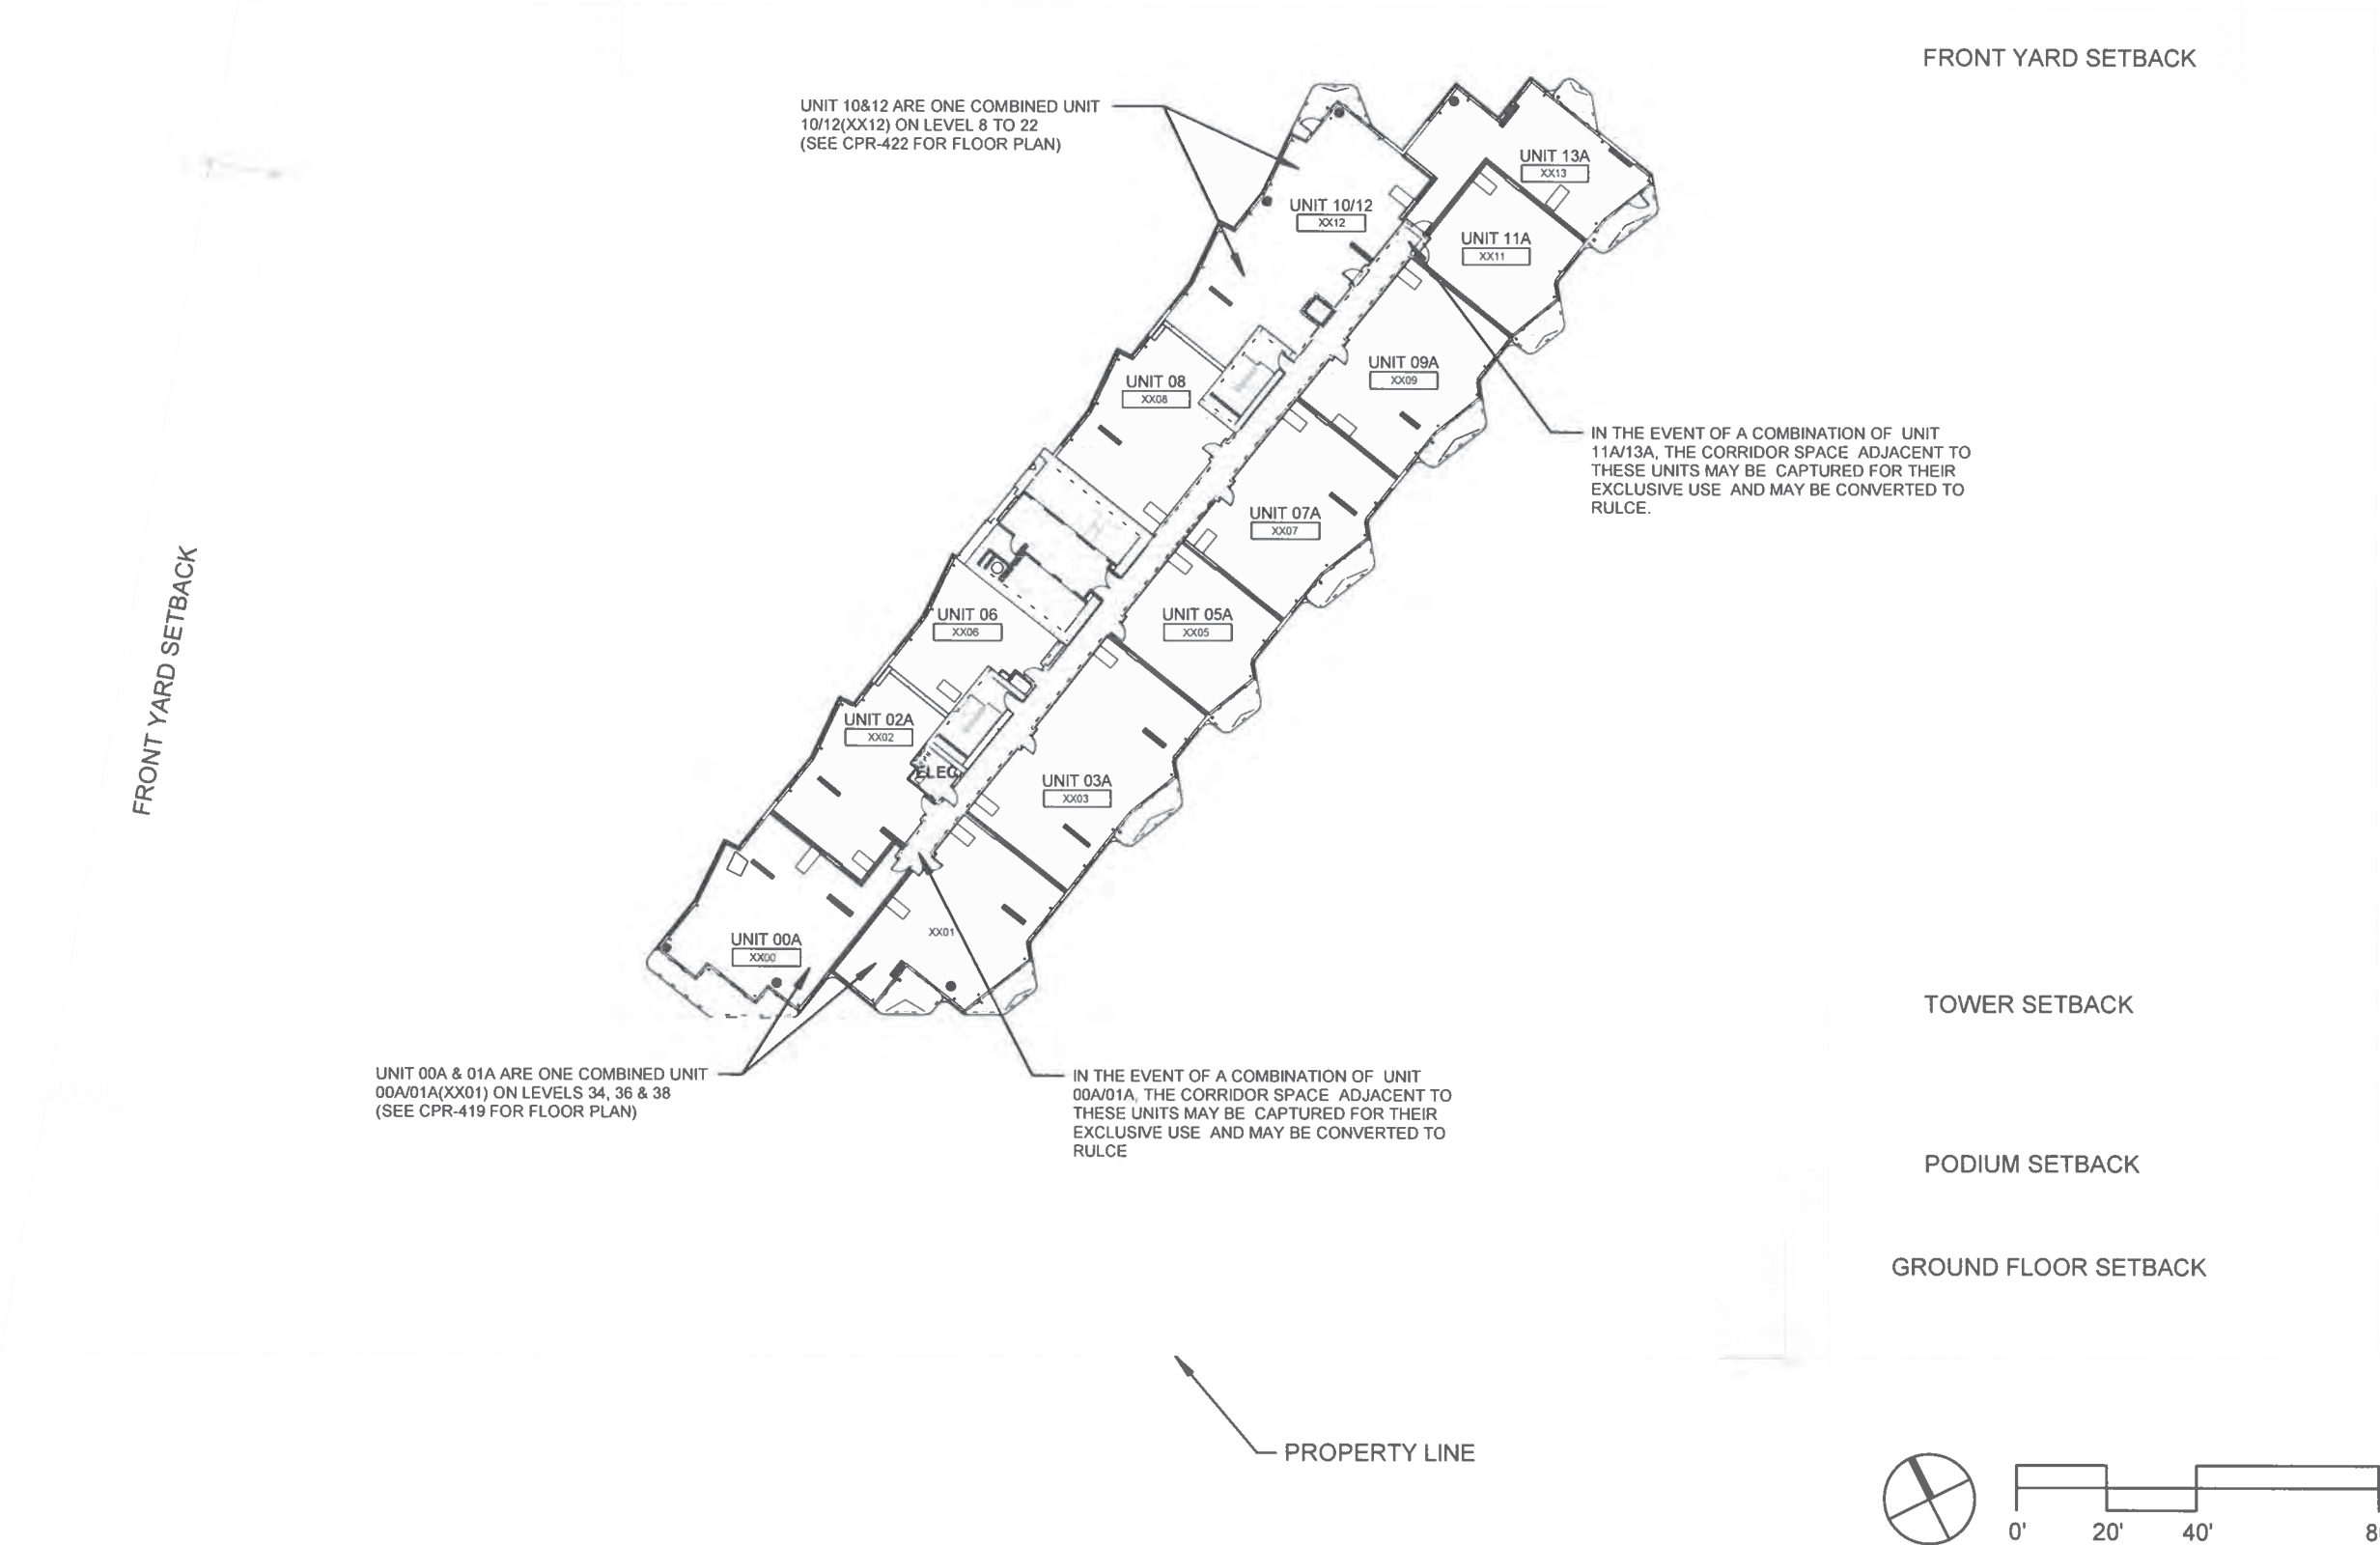 FRONT YARD SETBACK
UNIT 10&12 ARE ONE COMBINED UNIT
10/12(XX12) ON LEVEL 8 TO 22
(SEE CPR-422 FOR FLOOR PLAN)
UNIT 13A
XX13
UNIT 10/12
XX12
UNIT 11A
XX11
UNIT 09A
XX09
UNIT 08
XX08
IN THE EVENT OF A COMBINATION OF UNIT
11A/13A, THE CORRIDOR SPACE ADJACENT TO
THESE UNITS MAY BE CAPTURED FOR THEIR
EXCLUSIVE USE AND MAY BE CONVERTED TO
RULCE.
UNIT 07A
XX07
FRONT YARD SETBACK
UNIT 06
XX06
UNIT 05A
XX05
UNIT 02A
XX02
ELEC
UNIT 03A
XX03
UNIT 00A
XX00
XX01
TOWER SETBACK
UNIT 00A & 01A ARE ONE COMBINED UNIT
00A/01A(XX01) ON LEVELS 34, 36 & 38
(SEE CPR-419 FOR FLOOR PLAN)
IN THE EVENT OF A COMBINATION OF UNIT
00A/01A, THE CORRIDOR SPACE ADJACENT TO
THESE UNITS MAY BE CAPTURED FOR THEIR
EXCLUSIVE USE AND MAY BE CONVERTED TO
RULCE
PODIUM SETBACK
GROUND FLOOR SETBACK
PROPERTY LINE
0' 20' 40' 8